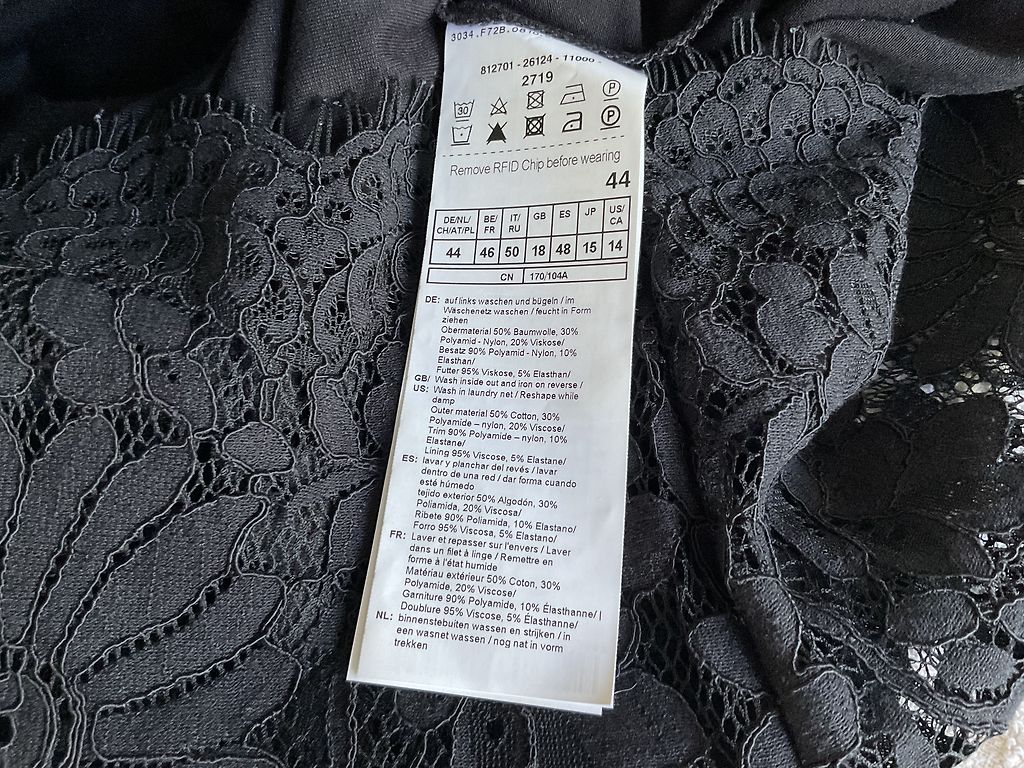 3034.F72B.
812701 - 26124 - 11000 -
2719
30
P
P
Remove RFID Chip before wearing
44
DE/NL/ CH/AT/PL BE/ FR IT/ RU GB ES JP US/ CA
44 46 50 18 48 15 14
CN 170/104A
DE: auf links waschen und bügeln / im
Wäschenetz waschen / feucht in Form
ziehen
Obermaterial 50% Baumwolle, 30%
Polyamid - Nylon, 20% Viskose/
Besatz 90% Polyamid - Nylon, 10%
Elasthan/
Futter 95% Viskose, 5% Elasthan/
GB/ Wash inside out and iron on reverse /
US: Wash in laundry net / Reshape while
damp
Outer material 50% Cotton, 30%
Polyamide – nylon, 20% Viscose/
Trim 90% Polyamide – nylon, 10%
Elastane/
Lining 95% Viscose, 5% Elastane/
ES: lavar y planchar del revés / lavar
dentro de una red / dar forma cuando
esté húmedo
tejido exterior 50% Algodón, 30%
Poliamida, 20% Viscosa/
Ribete 90% Poliamida, 10% Elastano/
Forro 95% Viscosa, 5% Elastano/
FR: Laver et repasser sur l'envers / Laver
dans un filet à linge / Remettre en
forme à l'état humide
Matériau extérieur 50% Coton, 30%
Polyamide, 20% Viscose/
Garniture 90% Polyamide, 10% Élasthanne/ |
Doublure 95% Viscose, 5% Élasthanne/
NL: binnenstebuiten wassen en strijken / in
een wasnet wassen / nog nat in vorm
trekken